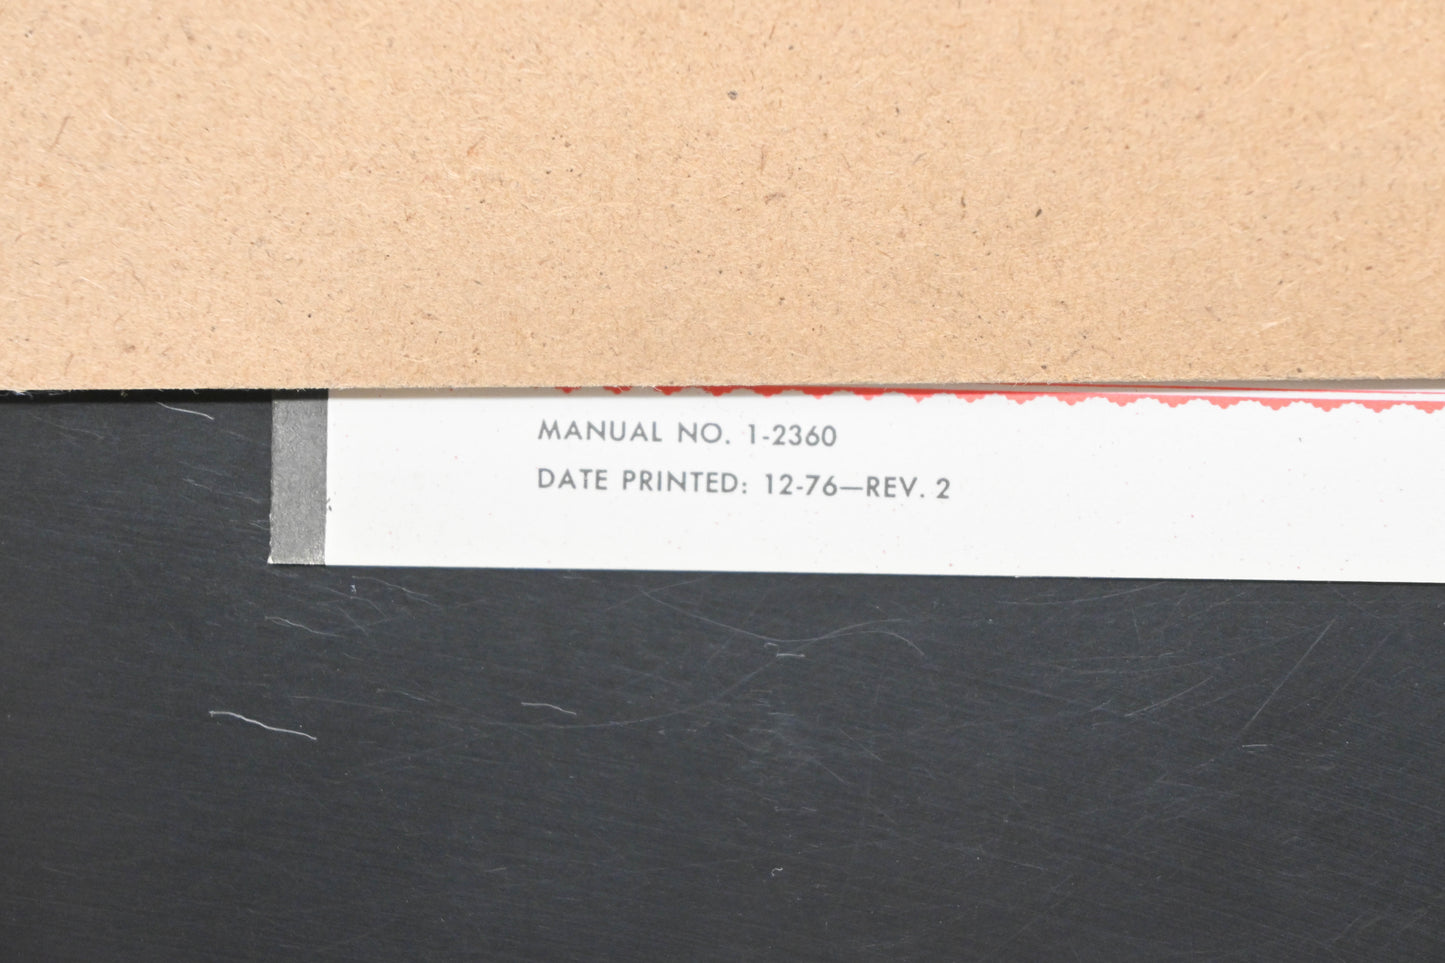 MANUAL NO. 1-2360
DATE PRINTED: 12-76—REV. 2